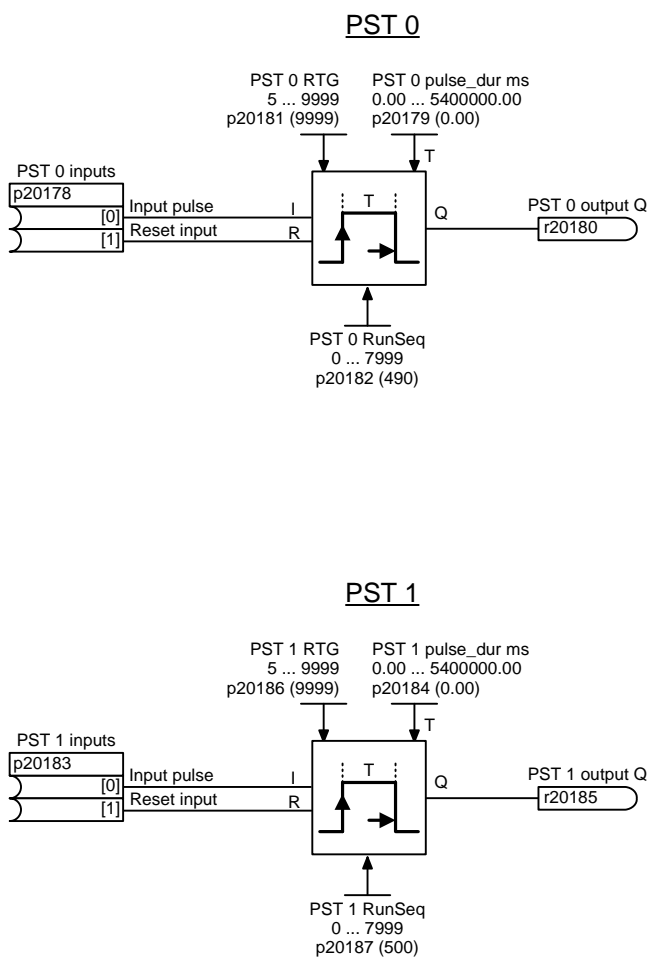 PST 0
PST 0 RTG
5 ... 9999
p20181 (9999)
PST 0 pulse_dur ms
0.00 ... 5400000.00
p20179 (0.00)
T
PST 0 inputs
p20178
[0]
[1]
Input pulse
Reset input
I
R
T
Q
PST 0 output Q
r20180
PST 0 RunSeq
0 ... 7999
p20182 (490)
PST 1
PST 1 RTG
5 ... 9999
p20186 (9999)
PST 1 pulse_dur ms
0.00 ... 5400000.00
p20184 (0.00)
T
PST 1 inputs
p20183
[0]
[1]
Input pulse
Reset input
I
R
T
Q
PST 1 output Q
r20185
PST 1 RunSeq
0 ... 7999
p20187 (500)